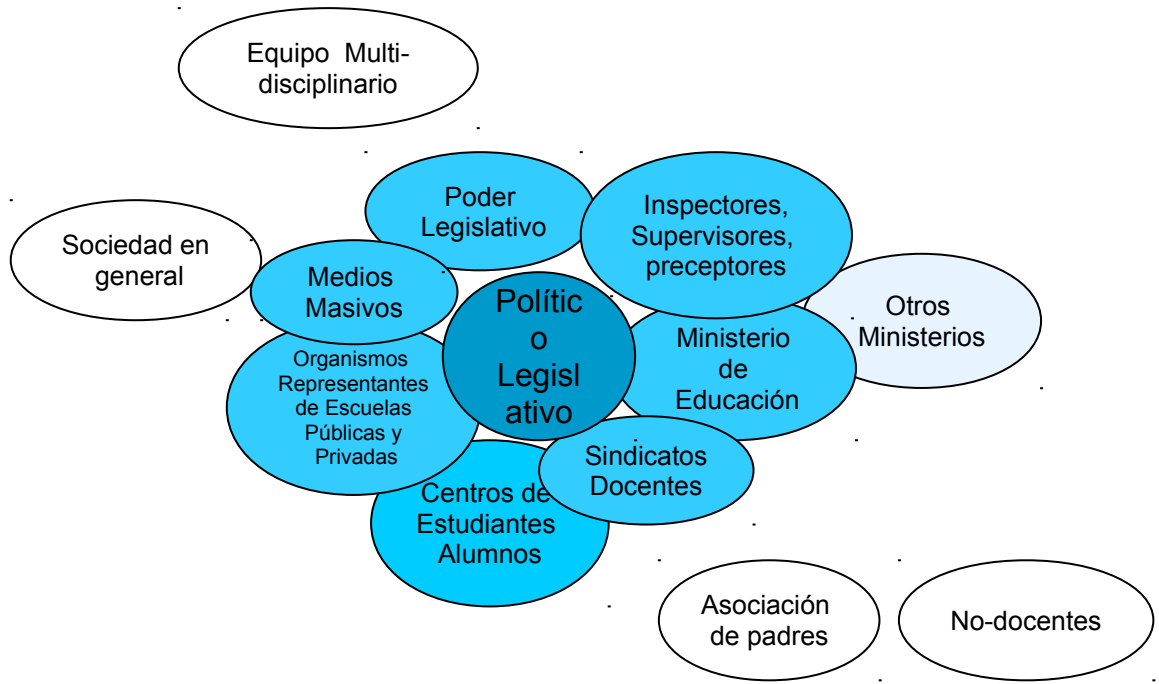 Equipo Multi-
disciplinario
Poder
Legislativo
Inspectores,
Supervisores,
preceptores
Sociedad en
general
Medios
Masivos
Polític
o
Legisl
ativo
Otros
Ministerios
Ministerio
de
Educación
Organismos
Representantes
de Escuelas
Públicas y
Privadas
Sindicatos
Docentes
Centros de
Estudiantes
Alumnos
Asociación
de padres
No-docentes